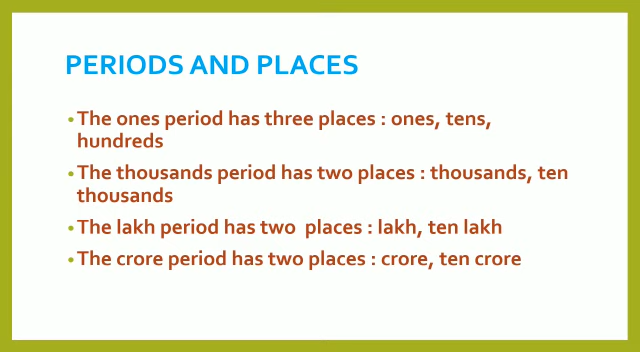 PERIODS AND PLACES
•The ones period has three places : ones, tens,
hundreds
•The thousands period has two places : thousands, ten
thousands
•The lakh period has two  places : lakh, ten lakh
•The crore period has two places : crore, ten crore